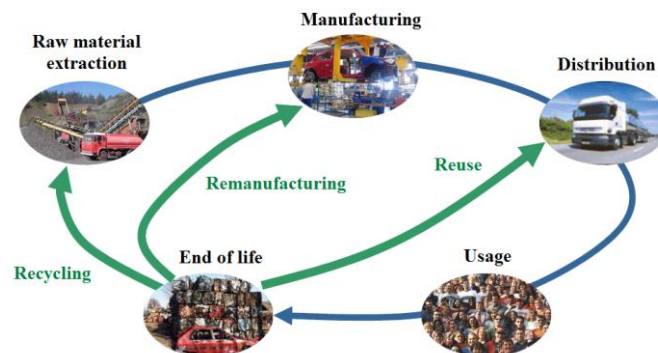 Manufacturing
Raw material
extraction
Distribution
Remanufacturing
Reuse
Recycling
End of life
Usage